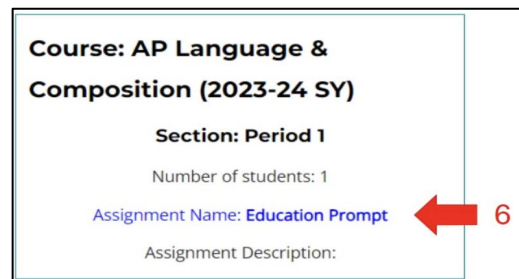 Course: AP Language &
Composition (2023-24 SY)
Section: Period 1
Number of students: 1
Assignment Name: Education Prompt
6
Assignment Description: